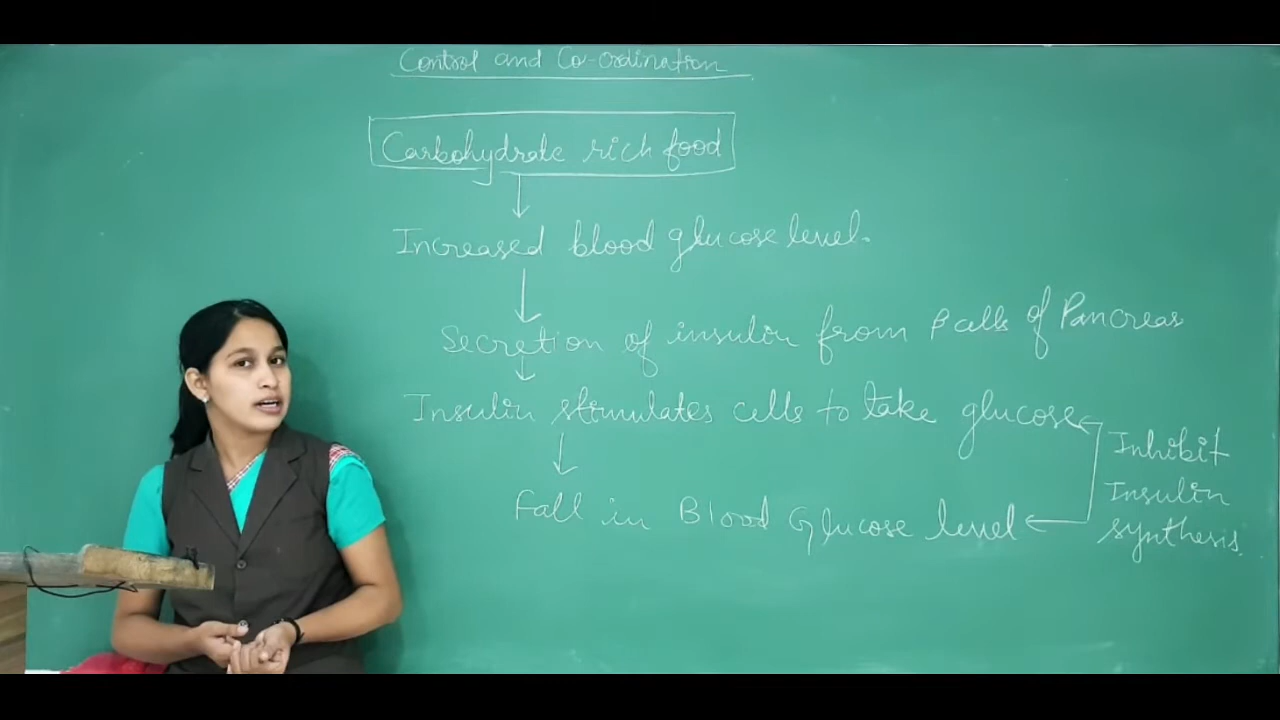 Control and Co-ordination
Carbohydrate rich food
Increased blood glucose level.
Secretion of insulin from β cells of Pancreas
Insulin stimulates cells to take glucose
Fall in Blood Glucose level
Inhibit
Insulin
synthesis.